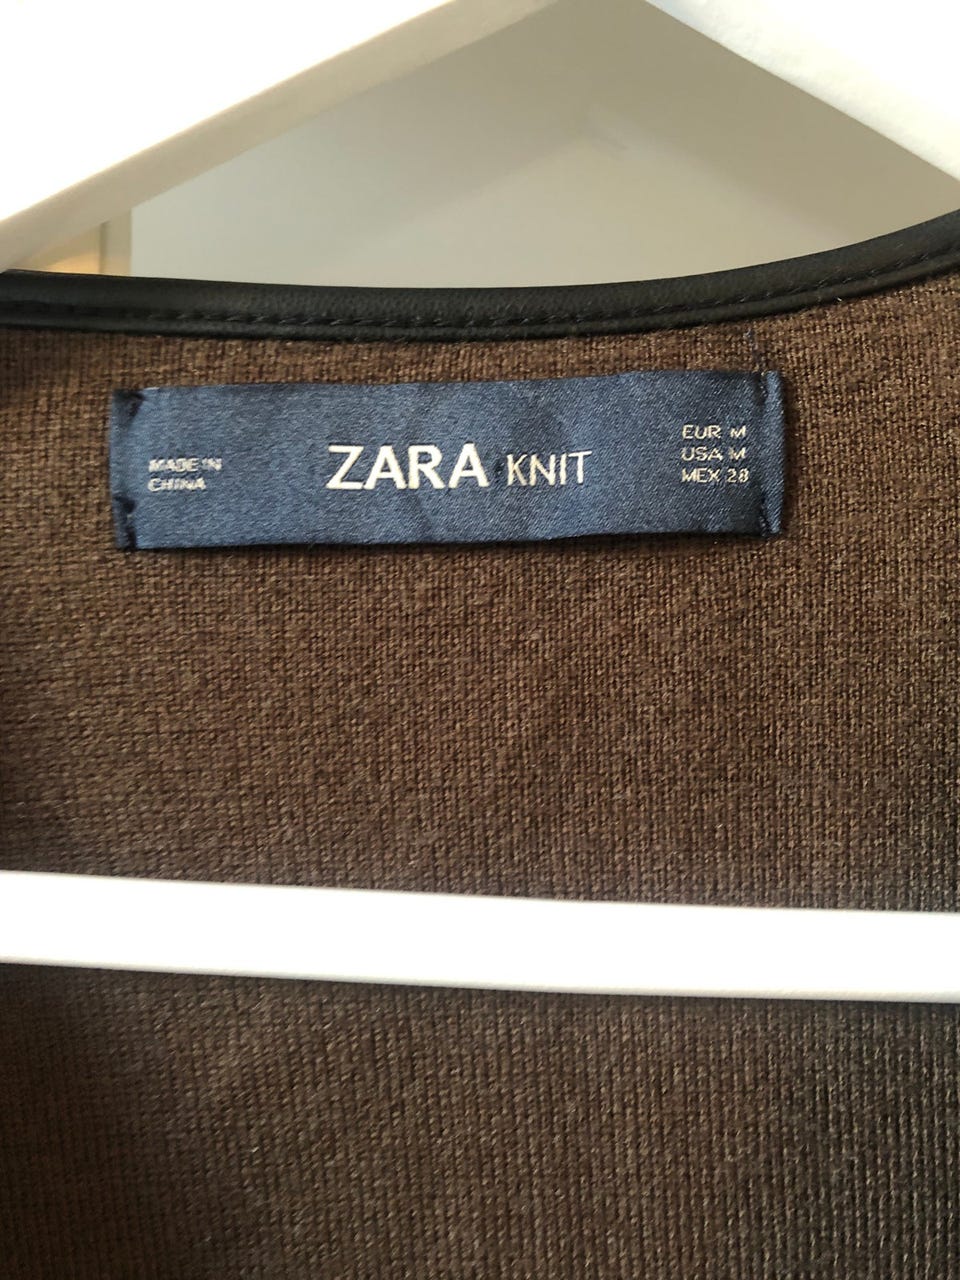 MADE IN
CHINA
ZARA KNIT
EUR M
USA M
MEX 28